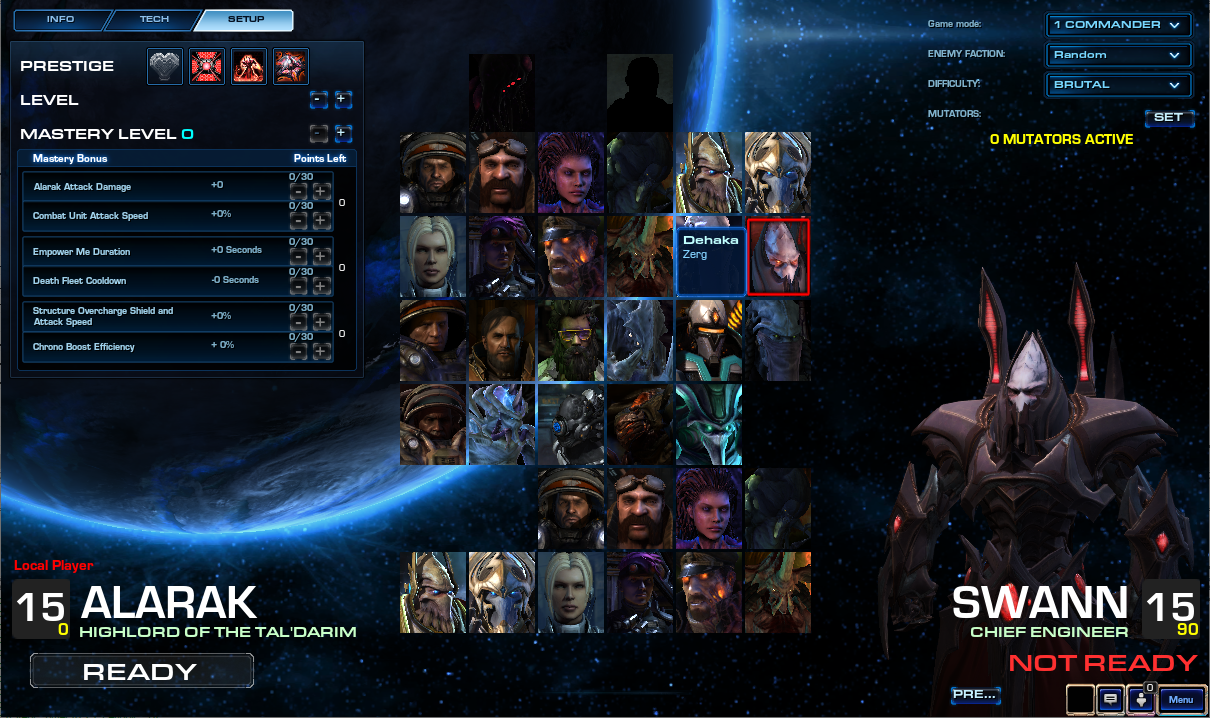 INFO
TECH
SETUP
PRESTIGE
LEVEL
- +
MASTERY LEVEL 0
- +
Mastery Bonus Points Left
Alarak Attack Damage +0 0/30 - +
Combat Unit Attack Speed +0% 0/30 - +
0
Empower Me Duration +0 Seconds 0/30 - +
Death Fleet Cooldown -0 Seconds 0/30 - +
0
Structure Overcharge Shield and
Attack Speed +0% 0/30 - +
Chrono Boost Efficiency + 0% 0/30 - +
0
Dehaka
Zerg
Game mode: 1 COMMANDER
ENEMY FACTION: Random
DIFFICULTY: BRUTAL
MUTATORS: SET
0 MUTATORS ACTIVE
Local Player
15 0
ALARAK
HIGHLORD OF THE TAL'DARIM
READY
SWANN
CHIEF ENGINEER
15 90
NOT READY
PRE...
0
Menu